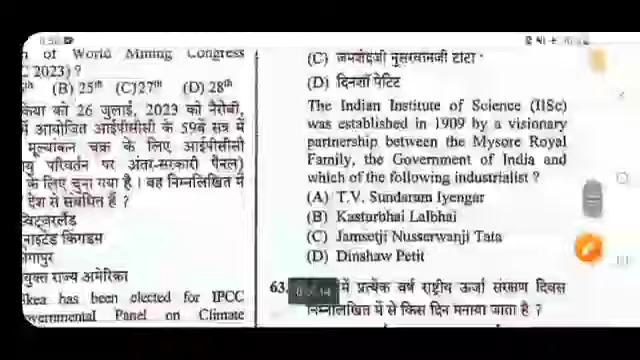 n of World Mining Congress
C 2023) ?
th (B) 25th (C)27th (D) 28th
किया को 26 जुलाई, 2023 को नैरोबी,
में आयोजित आईपीसीसी के 59वें सत्र में
मूल्यांकन चक्र के लिए आईपीसीसी
यु परिवर्तन पर अंतर-सरकारी पैनल)
के लिए चुना गया है। वह निम्नलिखित में
देश से संबंधित हैं ?
स्विट्जरलैंड
नाइटेड किंगडम
गापुर
युक्त राज्य अमेरिका
Skea has been elected for IPCC
vernmental Panel on Climate
(C) जमशेदजी नुसरवानजी टाटा
(D) दिनशॉ पेटिट
The Indian Institute of Science (IISc)
was established in 1909 by a visionary
partnership between the Mysore Royal
Family, the Government of India and
which of the following industrialist ?
(A) T.V. Sundaram Iyengar
(B) Kasturbhai Lalbhai
(C) Jamsetji Nusserwanji Tata
(D) Dinshaw Petit
63. में प्रत्येक वर्ष राष्ट्रीय ऊर्जा संरक्षण दिवस
निम्नलिखित में से किस दिन मनाया जाता है ?